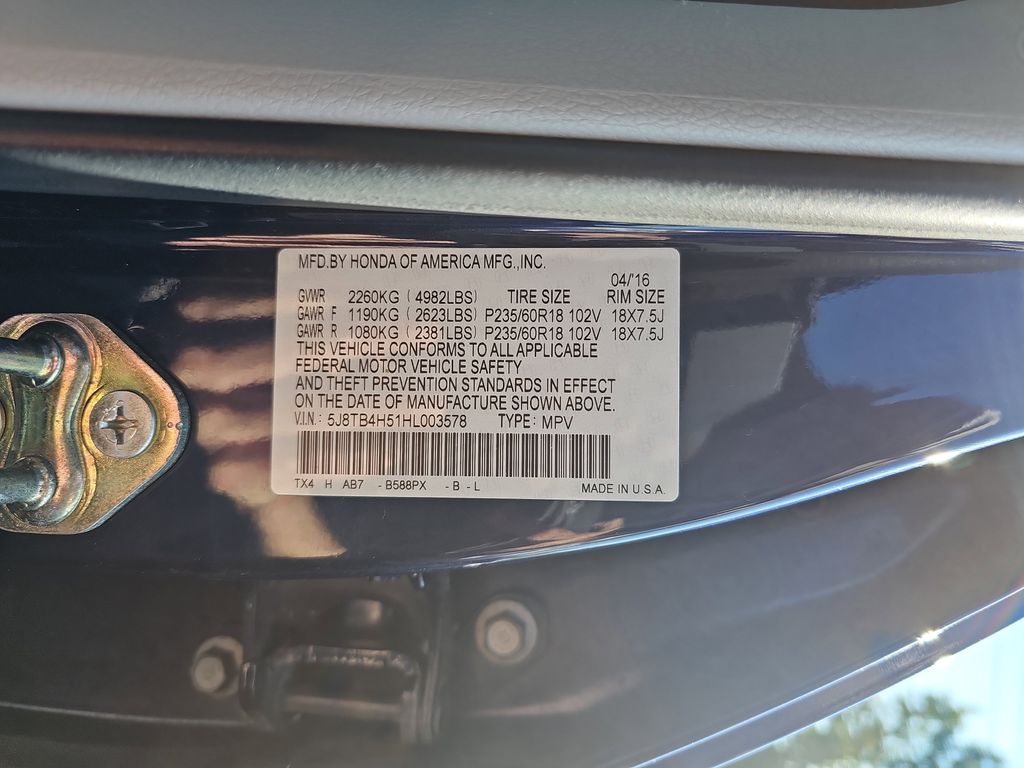 MFD.BY HONDA OF AMERICA MFG.,INC.
04/'16
GVWR 2260KG ( 4982LBS) TIRE SIZE RIM SIZE
GAWR F 1190KG ( 2623LBS) P235/60R18 102V 18X7.5J
GAWR R 1080KG ( 2381LBS) P235/60R18 102V 18X7.5J
THIS VEHICLE CONFORMS TO ALL APPLICABLE
FEDERAL MOTOR VEHICLE SAFETY
AND THEFT PREVENTION STANDARDS IN EFFECT
ON THE DATE OF MANUFACTURE SHOWN ABOVE.
V.I.N.: 5J8TB4H51HL003578 TYPE: MPV
TX4 H AB7 - B588PX - B - L MADE IN U.S.A.